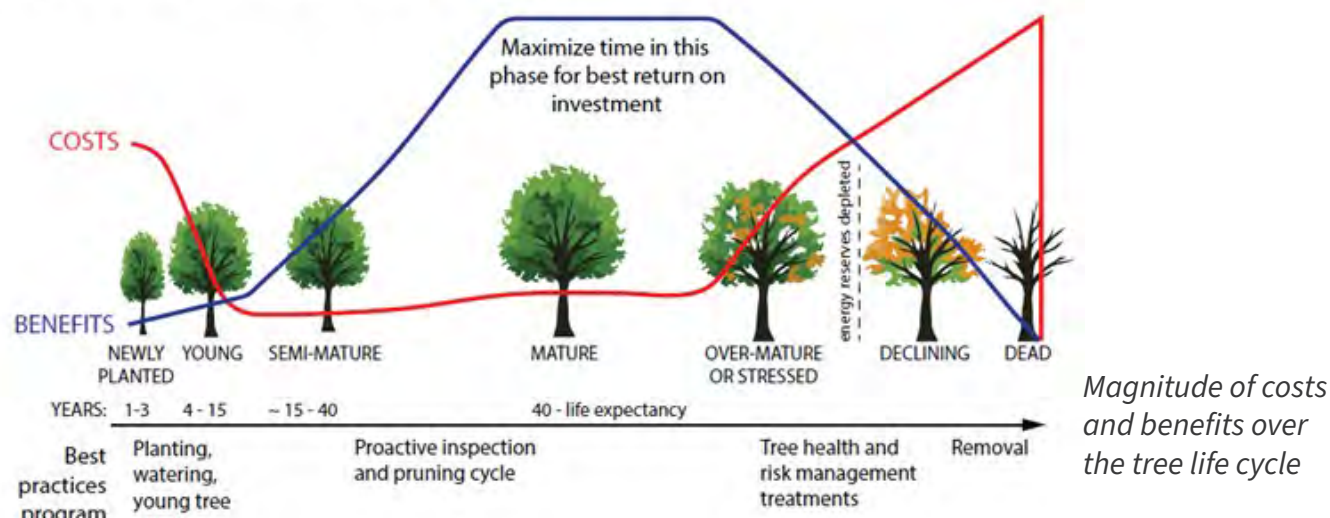 Maximize time in this
phase for best return on
investment
COSTS
energy reserves depleted
BENEFITS
NEWLY PLANTED
YOUNG
SEMI-MATURE
MATURE
OVER-MATURE
OR STRESSED
DECLINING
DEAD
YEARS: 1-3 4 - 15 ~ 15 - 40 40 - life expectancy
Best
practices
program
Planting,
watering,
young tree
Proactive inspection
and pruning cycle
Tree health and
risk management
treatments
Removal
Magnitude of costs
and benefits over
the tree life cycle